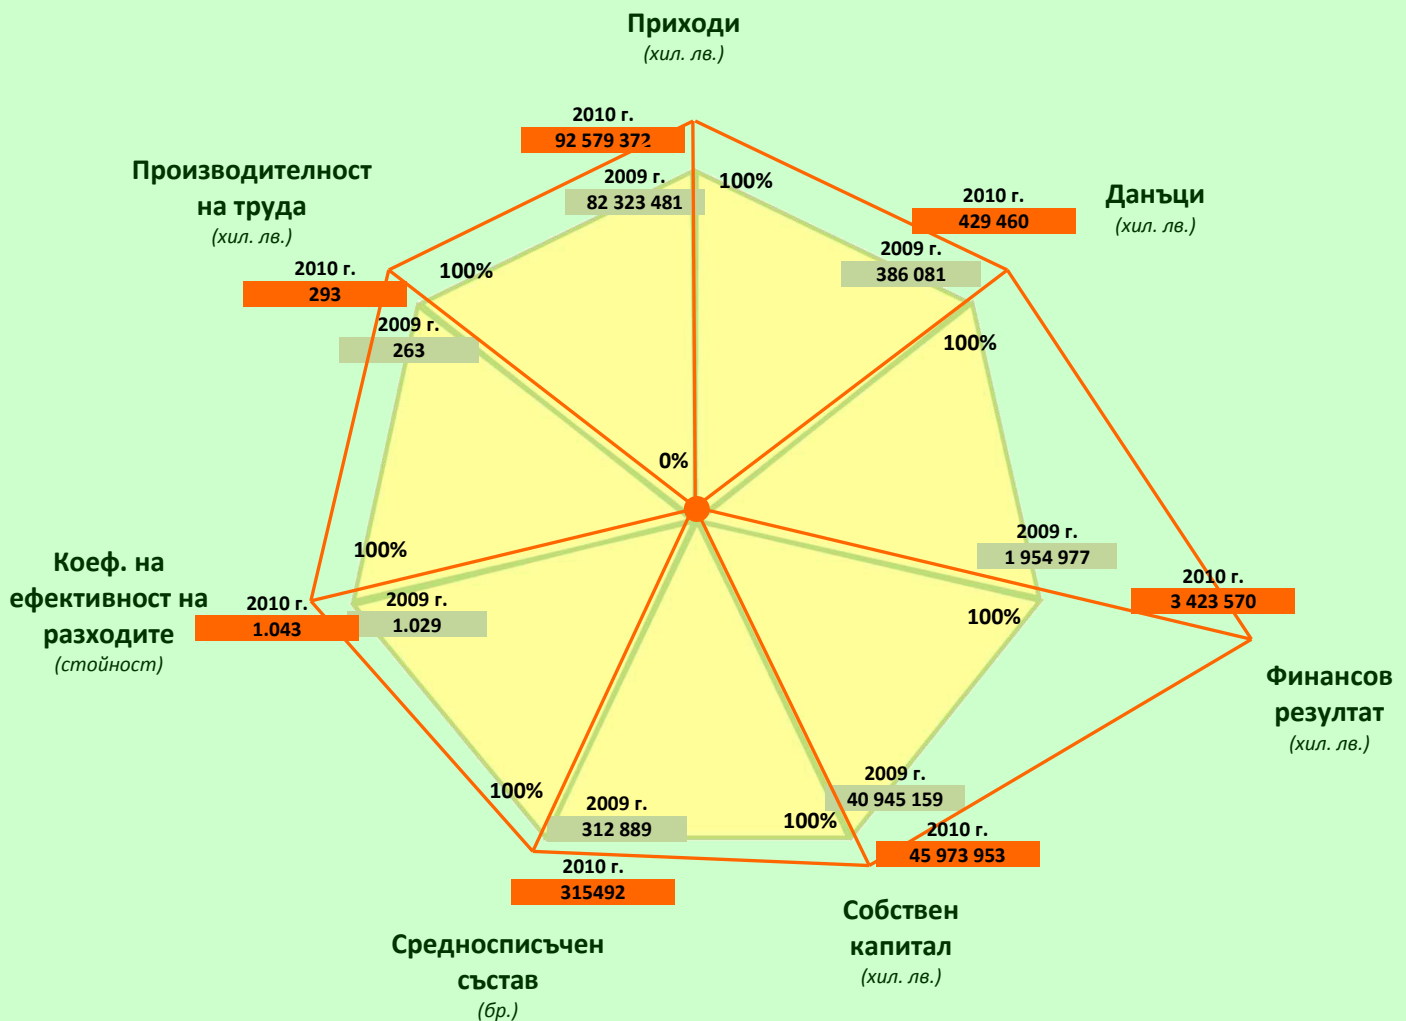 Приходи
(хил. лв.)
2010 г.
92 579 372
2009 г.
82 323 481
100%
Данъци
(хил. лв.)
2010 г.
429 460
2009 г.
386 081
100%
Производителност
на труда
(хил. лв.)
2010 г.
293
100%
2009 г.
263
0%
2009 г.
1 954 977
2010 г.
3 423 570
100%
Финансов
резултат
(хил. лв.)
Коеф. на
ефективност на
разходите
(стойност)
100%
2010 г.
1.043
2009 г.
1.029
100%
2009 г.
312 889
2010 г.
315492
Средносписъчен
състав
(бр.)
2009 г.
40 945 159
100%
2010 г.
45 973 953
Собствен
капитал
(хил. лв.)